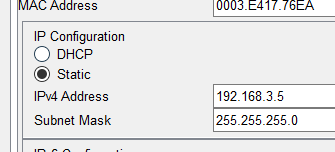 MAC Address 0003.E417.76EA
IP Configuration
DHCP
Static
IPv4 Address 192.168.3.5
Subnet Mask 255.255.255.0